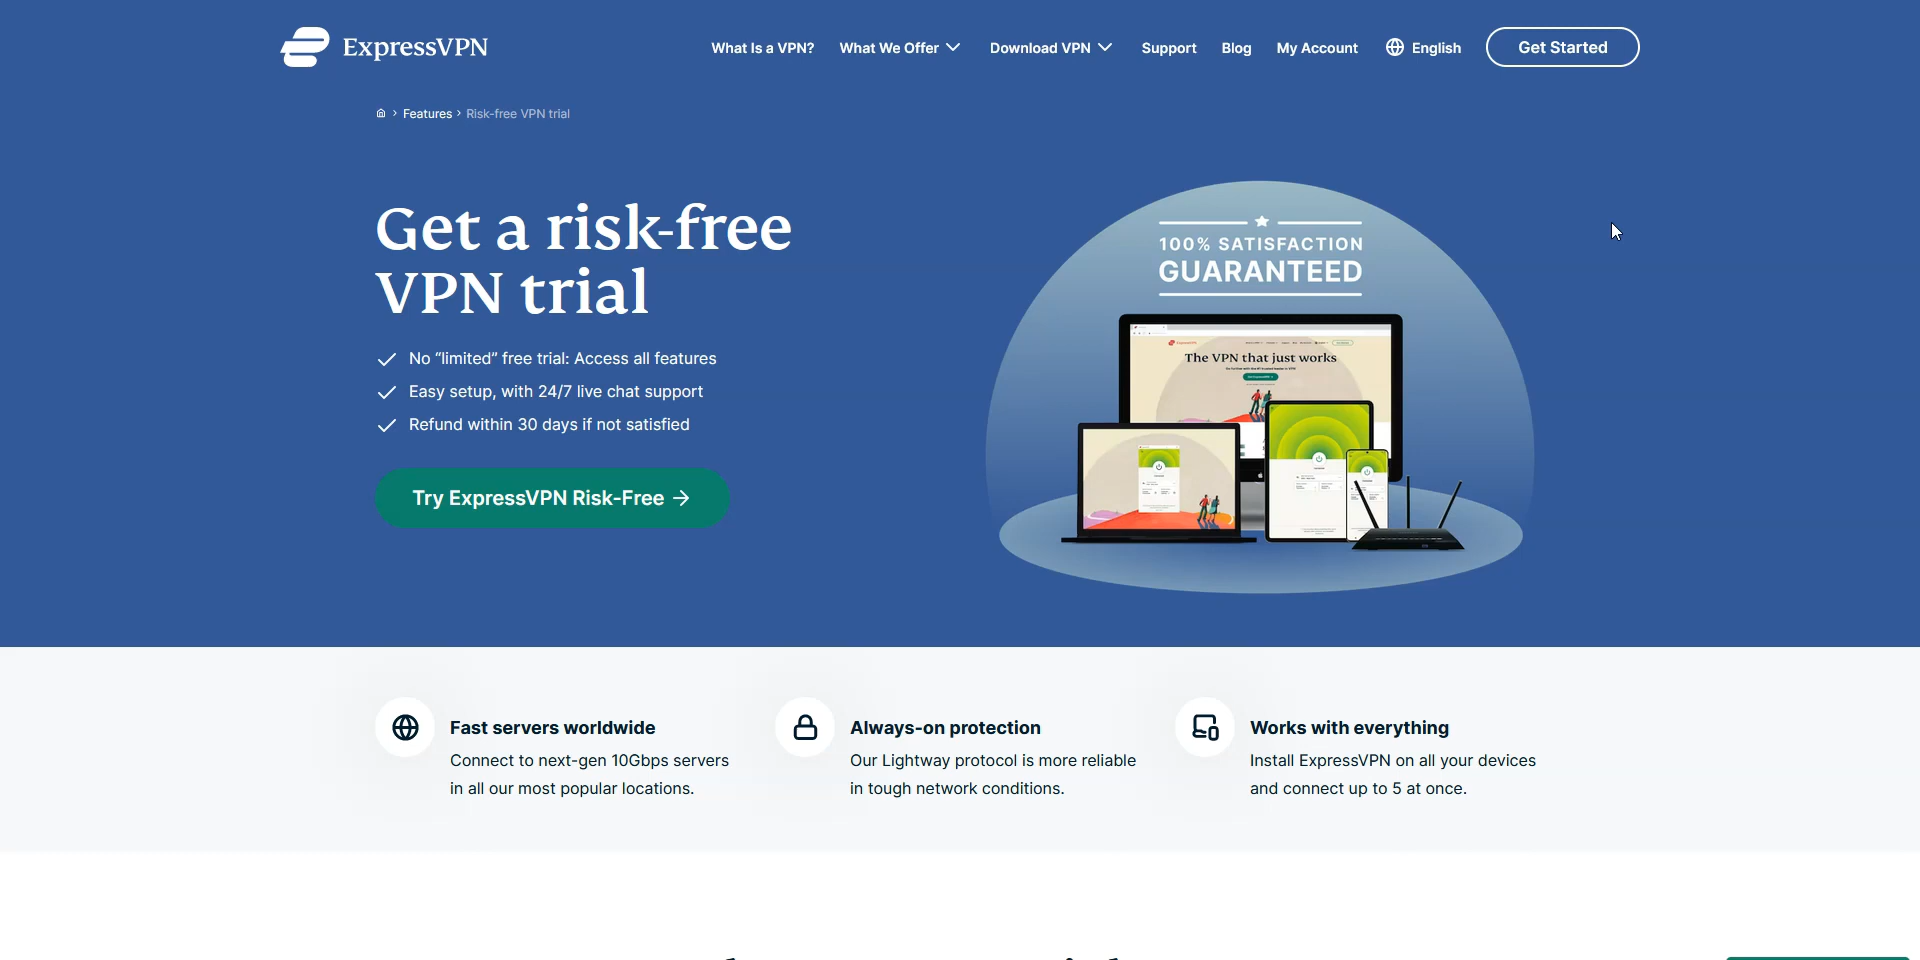 ExpressVPN
What Is a VPN?
What We Offer
Download VPN
Support
Blog
My Account
English
Get Started
Features > Risk-free VPN trial
Get a risk-free
VPN trial
No “limited” free trial: Access all features
Easy setup, with 24/7 live chat support
Refund within 30 days if not satisfied
Try ExpressVPN Risk-Free
100% SATISFACTION
GUARANTEED
The VPN that just works
Fast servers worldwide
Connect to next-gen 10Gbps servers
in all our most popular locations.
Always-on protection
Our Lightway protocol is more reliable
in tough network conditions.
Works with everything
Install ExpressVPN on all your devices
and connect up to 5 at once.